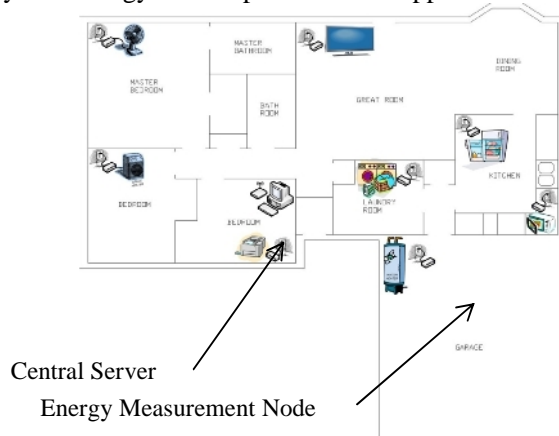 MASTER
BATHROOM
DINING
ROOM
MASTER
BEDROOM
GREAT ROOM
BATH
ROOM
KITCHEN
BEDROOM
LAUNDRY
ROOM
BEDROOM
GARAGE
Central Server
Energy Measurement Node